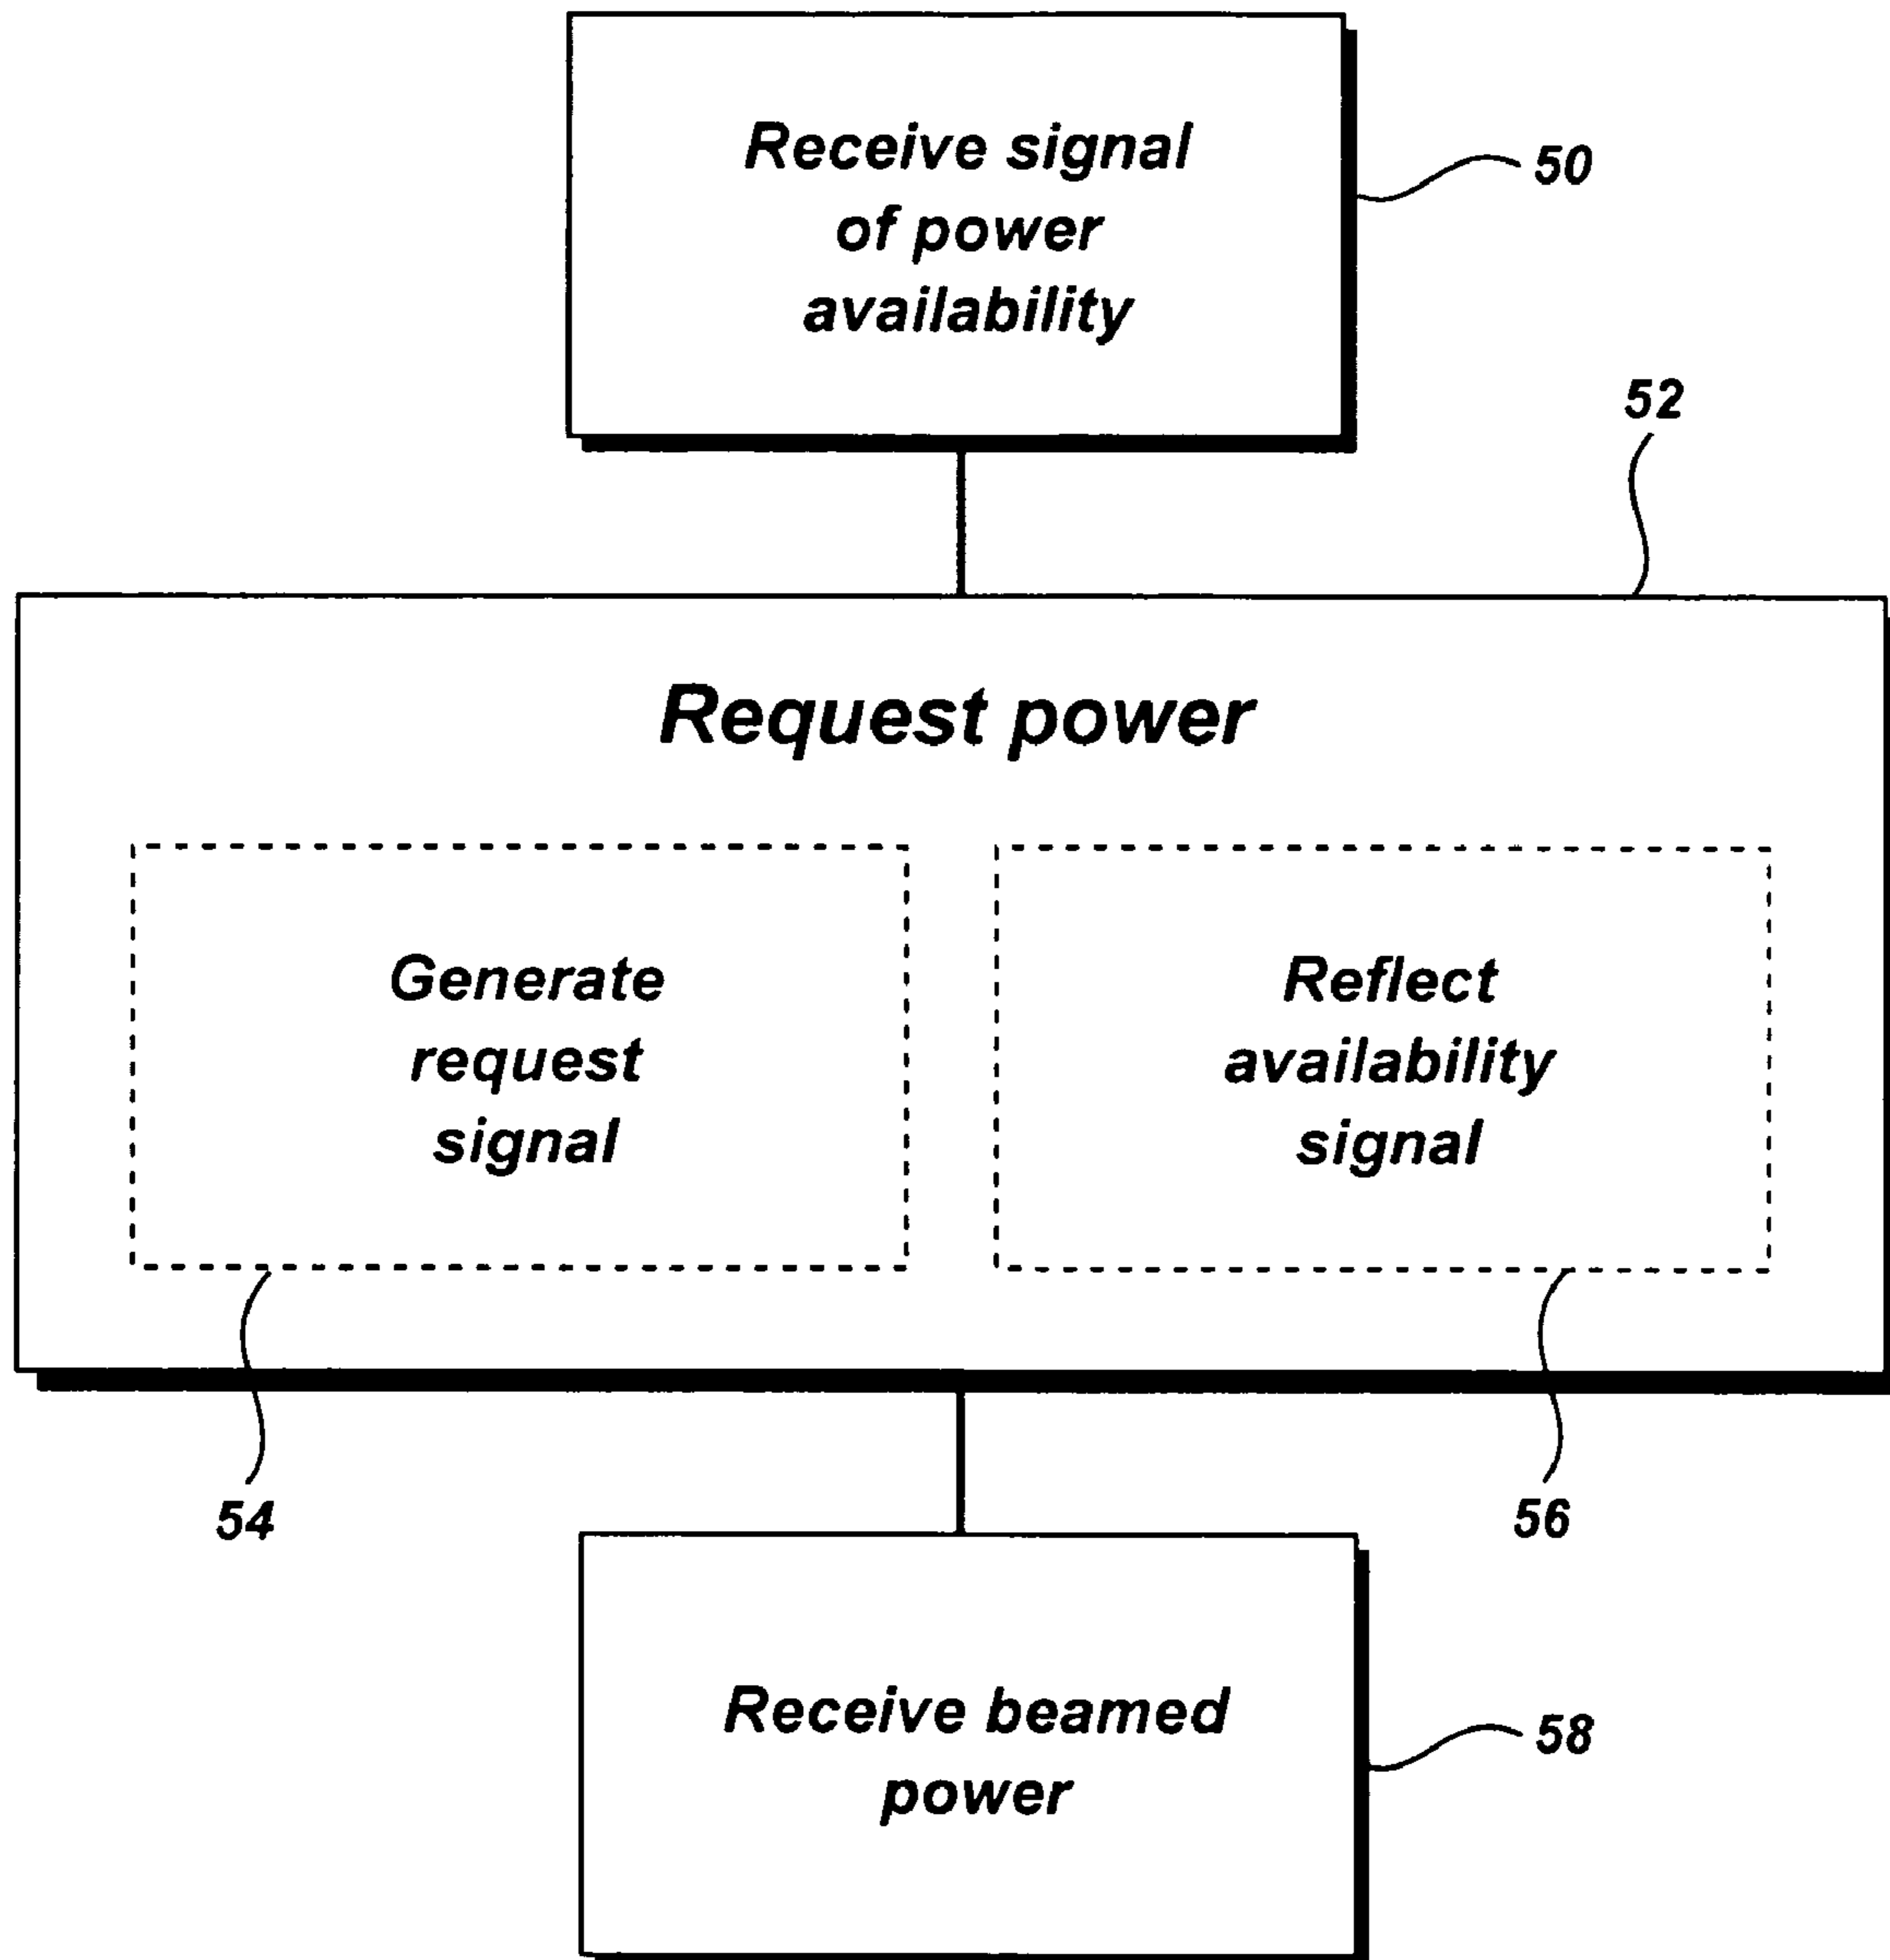 Receive signal
of power
availability
50
52
Request power
Generate
request
signal
Reflect
availability
signal
54
56
Receive beamed
power
58